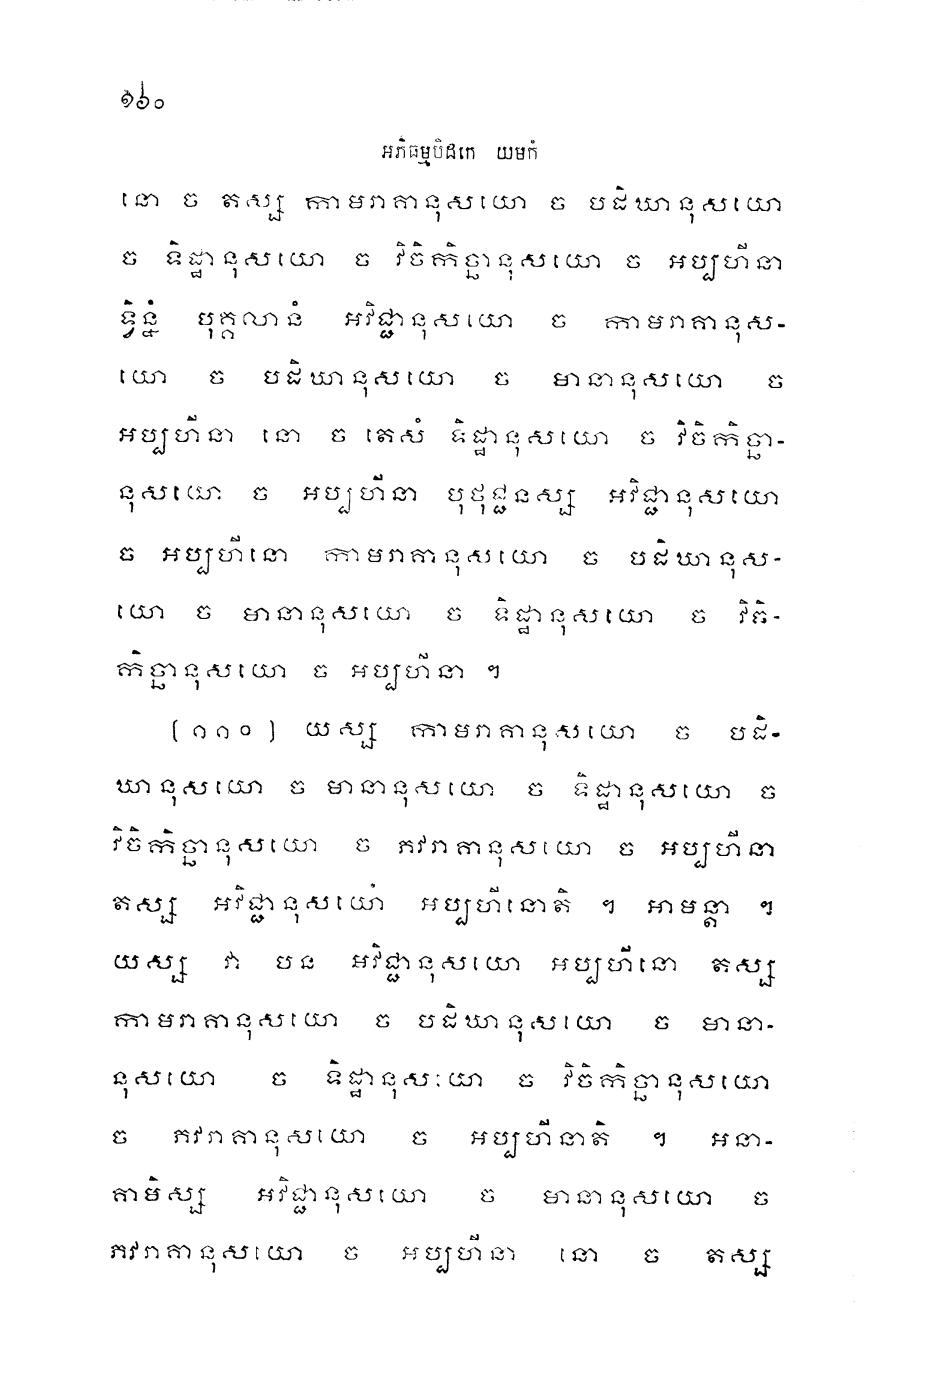 ១៦០
អភិធម្មបិដកេ យមកំ
នោ ច តស្ស កាមរាគានុសយោ ច បដិឃានុសយោ
ច ទិដ្ឋានុសយោ ច វិចិកិច្ឆានុសយោ ច អប្បហីនា
ទ្វិន្នំ បុគ្គលានំ អវិជ្ជានុសយោ ច កាមរាគានុស-
យោ ច បដិឃានុសយោ ច មានានុសយោ ច
អប្បហីនា នោ ច តេសំ ទិដ្ឋានុសយោ ច វិចិកិច្ឆា-
នុសយោ ច អប្បហីនា បុថុជ្ជនស្ស អវិជ្ជានុសយោ
ច អប្បហីនោ កាមរាគានុសយោ ច បដិឃានុស-
យោ ច មានានុសយោ ច ទិដ្ឋានុសយោ ច វិចិ-
កិច្ឆានុសយោ ច អប្បហីនា ។
[១១០] យស្ស កាមរាគានុសយោ ច បដិ-
ឃានុសយោ ច មានានុសយោ ច ទិដ្ឋានុសយោ ច
វិចិកិច្ឆានុសយោ ច ភវរាគានុសយោ ច អប្បហីនា
តស្ស អវិជ្ជានុសយោ អប្បហីនោតិ ។ អាមន្តា ។
យស្ស វា បន អវិជ្ជានុសយោ អប្បហីនោ តស្ស
កាមរាគានុសយោ ច បដិឃានុសយោ ច មានា-
នុសយោ ច ទិដ្ឋានុសយោ ច វិចិកិច្ឆានុសយោ
ច ភវរាគានុសយោ ច អប្បហីនាតិ ។ អនា-
គាមិស្ស អវិជ្ជានុសយោ ច មានានុសយោ ច
ភវរាគានុសយោ ច អប្បហីនា នោ ច តស្ស